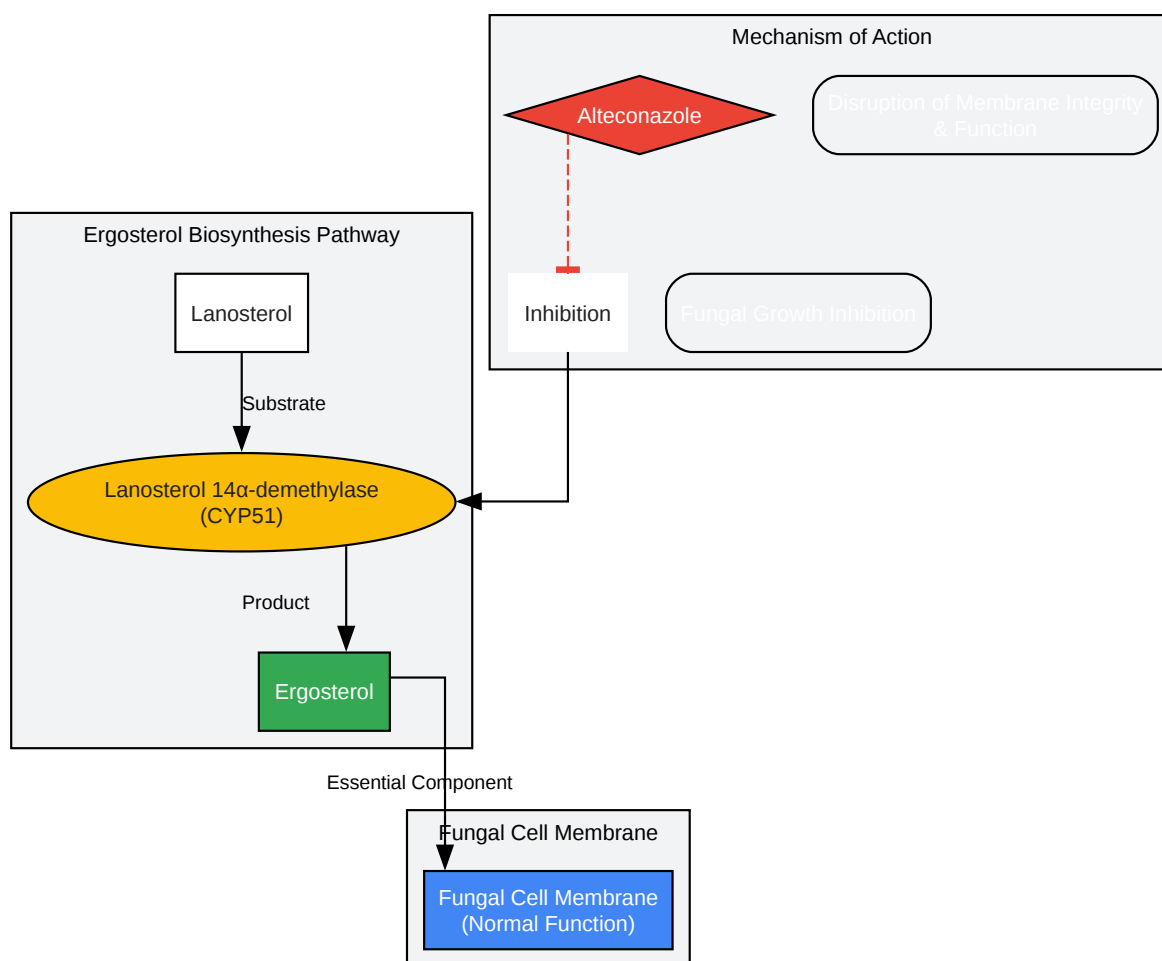 Mechanism of Action
Alteconazole
Disruption of Membrane Integrity
& Function
Inhibition
Fungal Growth Inhibition
Ergosterol Biosynthesis Pathway
Lanosterol
Substrate
Lanosterol 14α-demethylase
(CYP51)
Product
Ergosterol
Essential Component
Fungal Cell Membrane
Fungal Cell Membrane
(Normal Function)